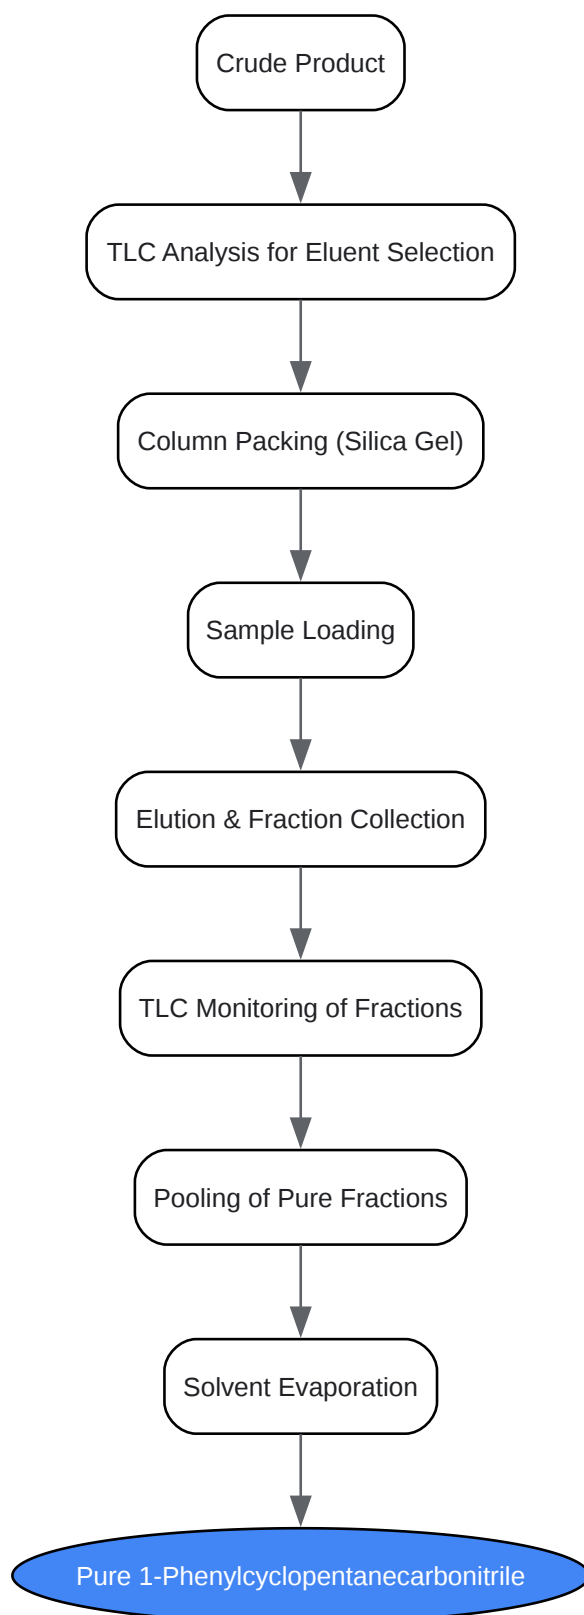 Crude Product
TLC Analysis for Eluent Selection
Column Packing (Silica Gel)
Sample Loading
Elution & Fraction Collection
TLC Monitoring of Fractions
Pooling of Pure Fractions
Solvent Evaporation
Pure 1-Phenylcyclopentanecarbonitrile